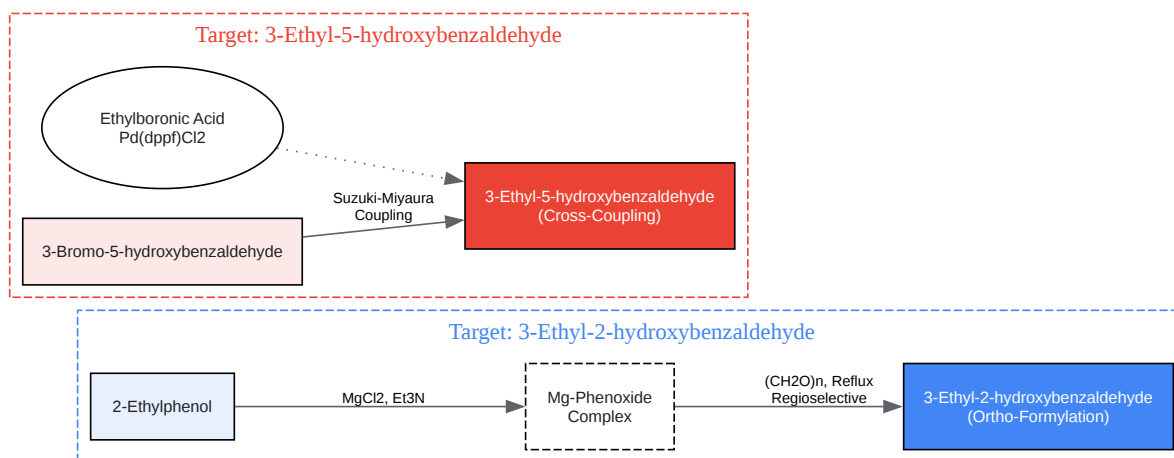 Target: 3-Ethyl-5-hydroxybenzaldehyde
Ethylboronic Acid
Pd(dppf)Cl2
Suzuki-Miyaura
Coupling
3-Ethyl-5-hydroxybenzaldehyde
(Cross-Coupling)
3-Bromo-5-hydroxybenzaldehyde
Target: 3-Ethyl-2-hydroxybenzaldehyde
2-Ethylphenol
MgCl2, Et3N
Mg-Phenoxide
Complex
(CH2O)n, Reflux
Regioselective
3-Ethyl-2-hydroxybenzaldehyde
(Ortho-Formylation)